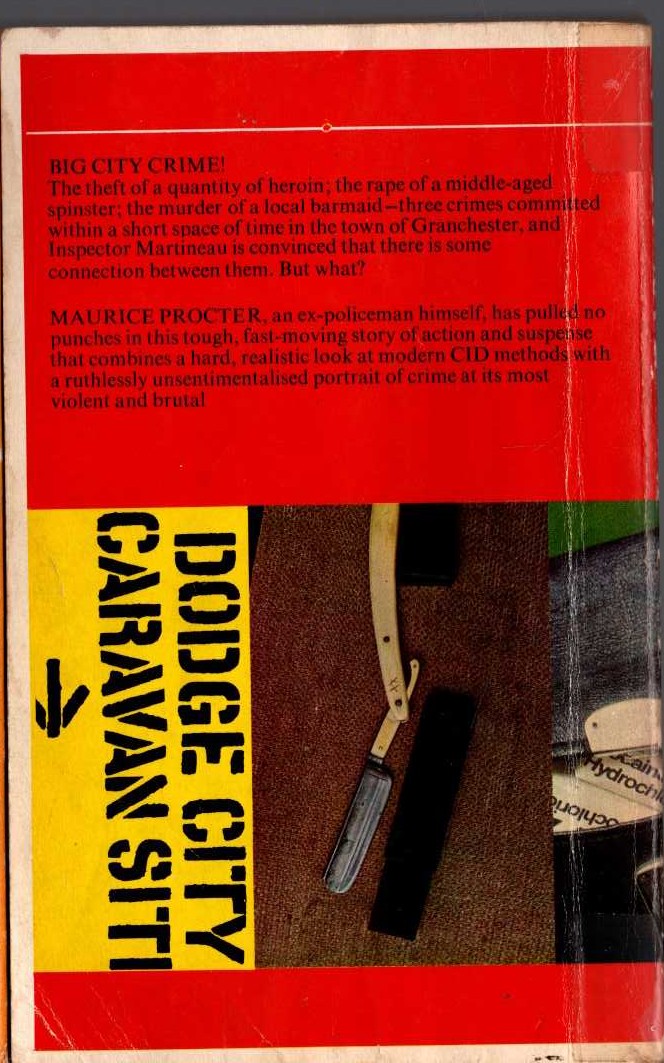 BIG CITY CRIME!
The theft of a quantity of heroin; the rape of a middle-aged
spinster; the murder of a local barmaid—three crimes committed
within a short space of time in the town of Granchester, and
Inspector Martineau is convinced that there is some
connection between them. But what?
MAURICE PROCTER, an ex-policeman himself, has pulled no
punches in this tough, fast-moving story of action and suspense
that combines a hard, realistic look at modern CID methods with
a ruthlessly unsentimentalised portrait of crime at its most
violent and brutal
DODGE CITY
CARAVAN SITI
XX